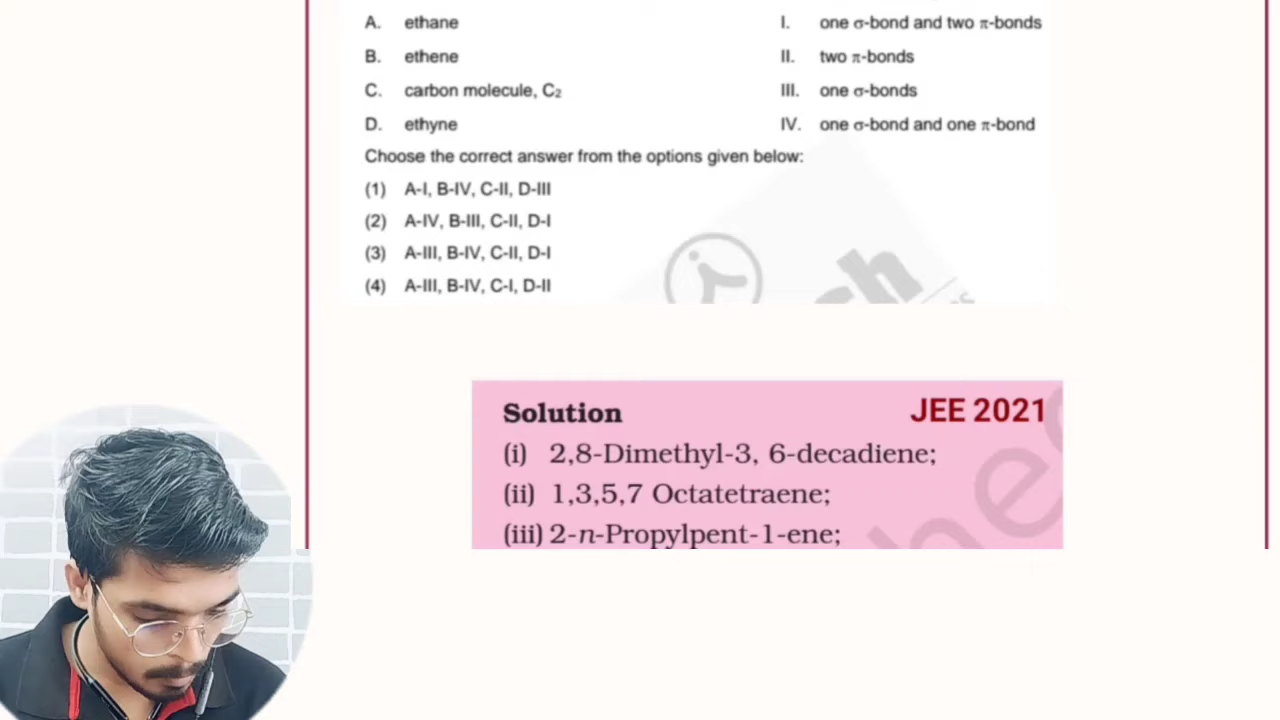 A. ethane I. one σ-bond and two π-bonds
B. ethene II. two π-bonds
C. carbon molecule, C₂ III. one σ-bonds
D. ethyne IV. one σ-bond and one π-bond
Choose the correct answer from the options given below:
(1) A-I, B-IV, C-II, D-III
(2) A-IV, B-III, C-II, D-I
(3) A-III, B-IV, C-II, D-I
(4) A-III, B-IV, C-I, D-II
Solution JEE 2021
(i) 2,8-Dimethyl-3, 6-decadiene;
(ii) 1,3,5,7 Octatetraene;
(iii) 2-n-Propylpent-1-ene;